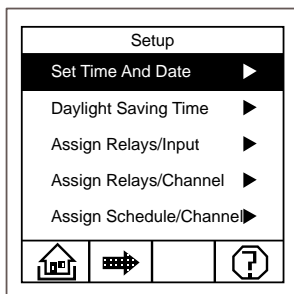 Setup
Set Time And Date
Daylight Saving Time
Assign Relays/Input
Assign Relays/Channel
Assign Schedule/Channel
?